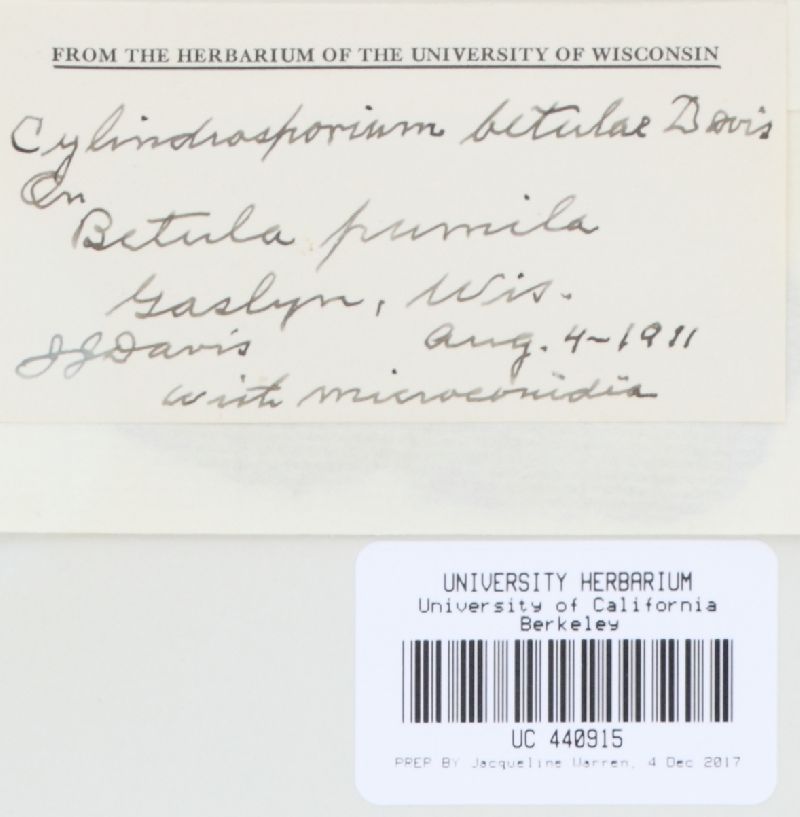 FROM THE HERBARIUM OF THE UNIVERSITY OF WISCONSIN
Cylindrosporium betulae Davis
On
Betula pumila
Gaslyn, Wis.
JJDavis Aug. 4-1911
with microconidia
UNIVERSITY HERBARIUM
University of California
Berkeley
UC 440915
PREP BY Jacqueline Warren, 4 Dec 2017